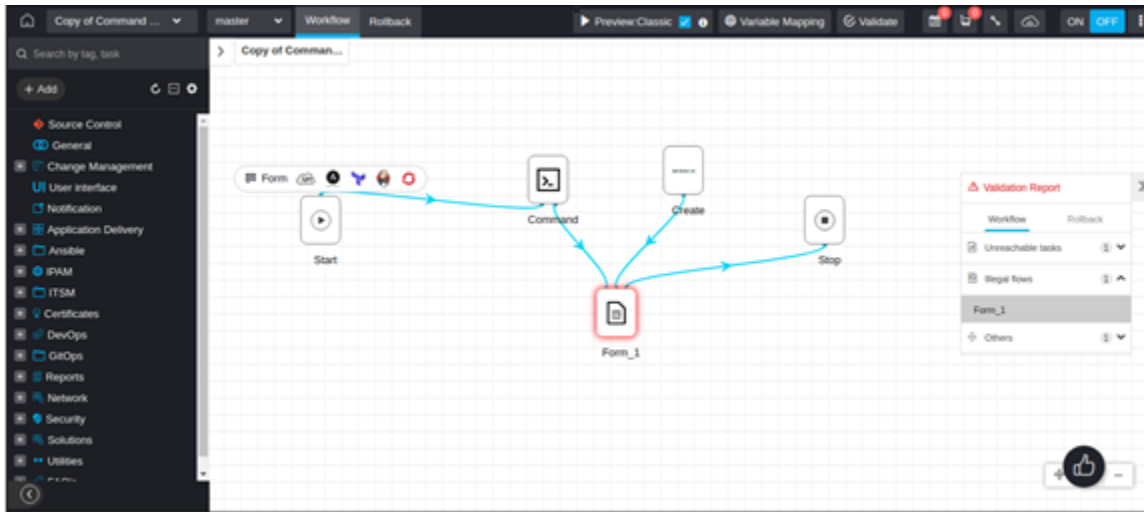 Copy of Command ... master Workflow Rollback Preview:Classic Variable Mapping Validate ON OFF
Search by tag, task
Copy of Comman...
+ Add
Source Control
General
Change Management
UI User interface
Notification
Application Delivery
Ansible
IPAM
ITSM
Certificates
DevOps
GitOps
Reports
Network
Security
Solutions
Utilities
Form
Start
Command
Create
Stop
Form_1
Validation Report
Workflow Rollback
Unreachable tasks 1
Illegal flows 1
Form_1
Others 1